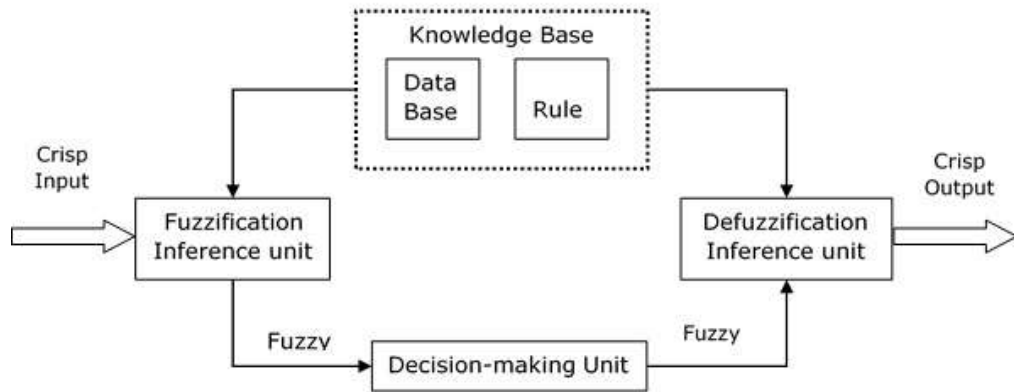 Knowledge Base
Data
Base
Rule
Crisp
Input
Crisp
Output
Fuzzification
Inference unit
Defuzzification
Inference unit
Fuzzy
Fuzzy
Decision-making Unit